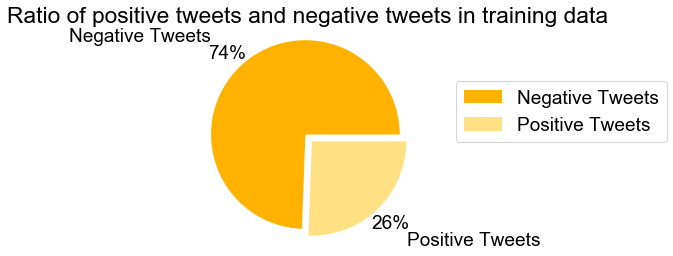 Ratio of positive tweets and negative tweets in training data
Negative Tweets
74%
Negative Tweets
Positive Tweets
26%
Positive Tweets